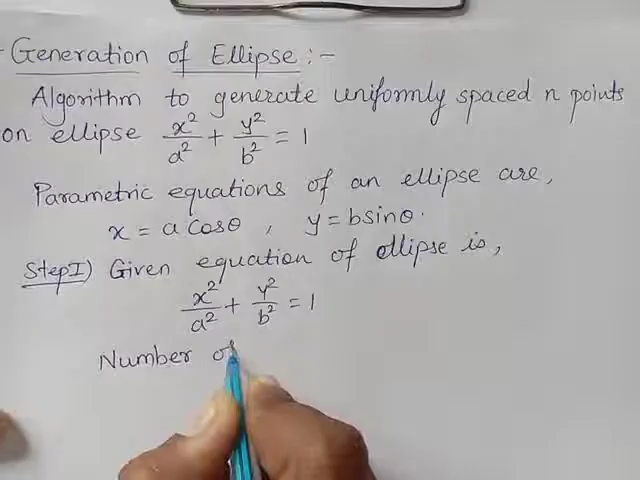 Generation of Ellipse :-
Algorithm to generate uniformly spaced n points
on ellipse x²/a² + y²/b² = 1
Parametric equations of an ellipse are,
x = a cosθ , y = b sinθ.
Step I) Given equation of ellipse is,
x²/a² + y²/b² = 1
Number of